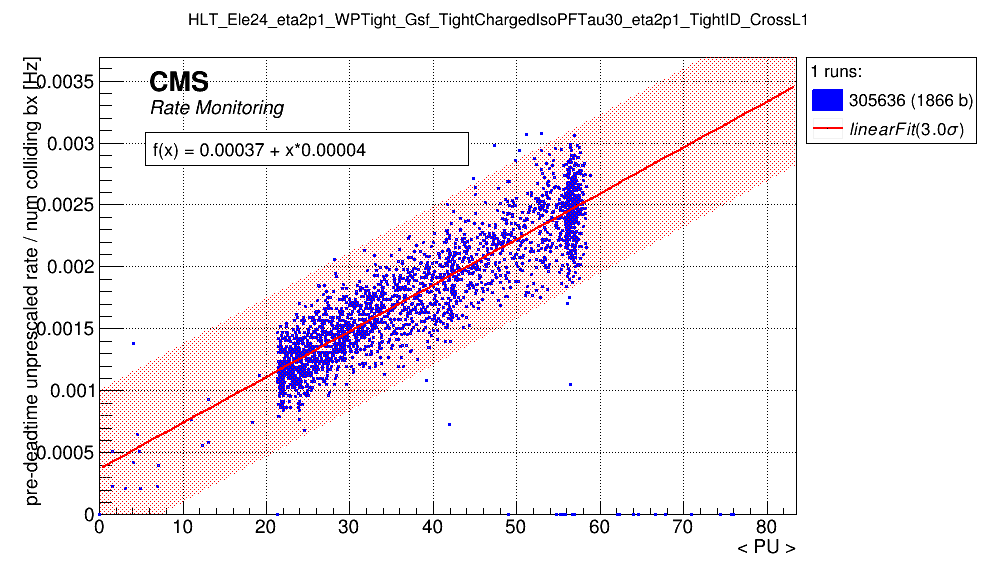 HLT_Ele24_eta2p1_WPTight_Gsf_TightChargedIsoPFTau30_eta2p1_TightID_CrossL1
pre-deadtime unprescaled rate / num colliding bx [Hz]
0.0035
0.003
0.0025
0.002
0.0015
0.001
0.0005
0
CMS
Rate Monitoring
f(x) = 0.00037 + x*0.00004
1 runs:
305636 (1866 b)
linearFit(3.0σ)
0 10 20 30 40 50 60 70 80
< PU >